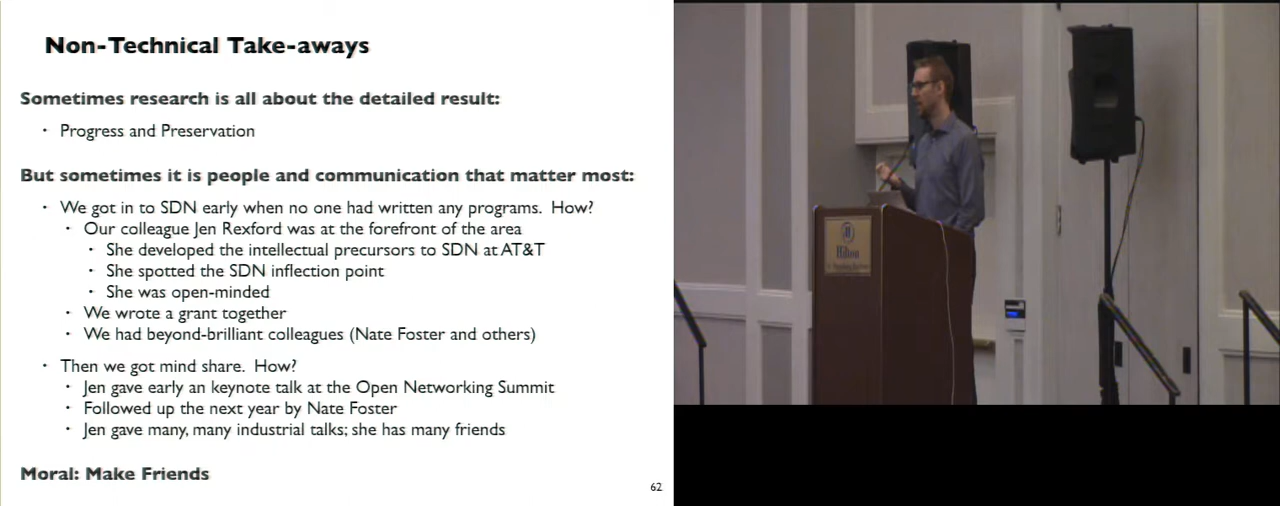 Non-Technical Take-aways
Sometimes research is all about the detailed result:
• Progress and Preservation
But sometimes it is people and communication that matter most:
• We got in to SDN early when no one had written any programs. How?
• Our colleague Jen Rexford was at the forefront of the area
• She developed the intellectual precursors to SDN at AT&T
• She spotted the SDN inflection point
• She was open-minded
• We wrote a grant together
• We had beyond-brilliant colleagues (Nate Foster and others)
• Then we got mind share. How?
• Jen gave early an keynote talk at the Open Networking Summit
• Followed up the next year by Nate Foster
• Jen gave many, many industrial talks; she has many friends
Moral: Make Friends
62
Hilton